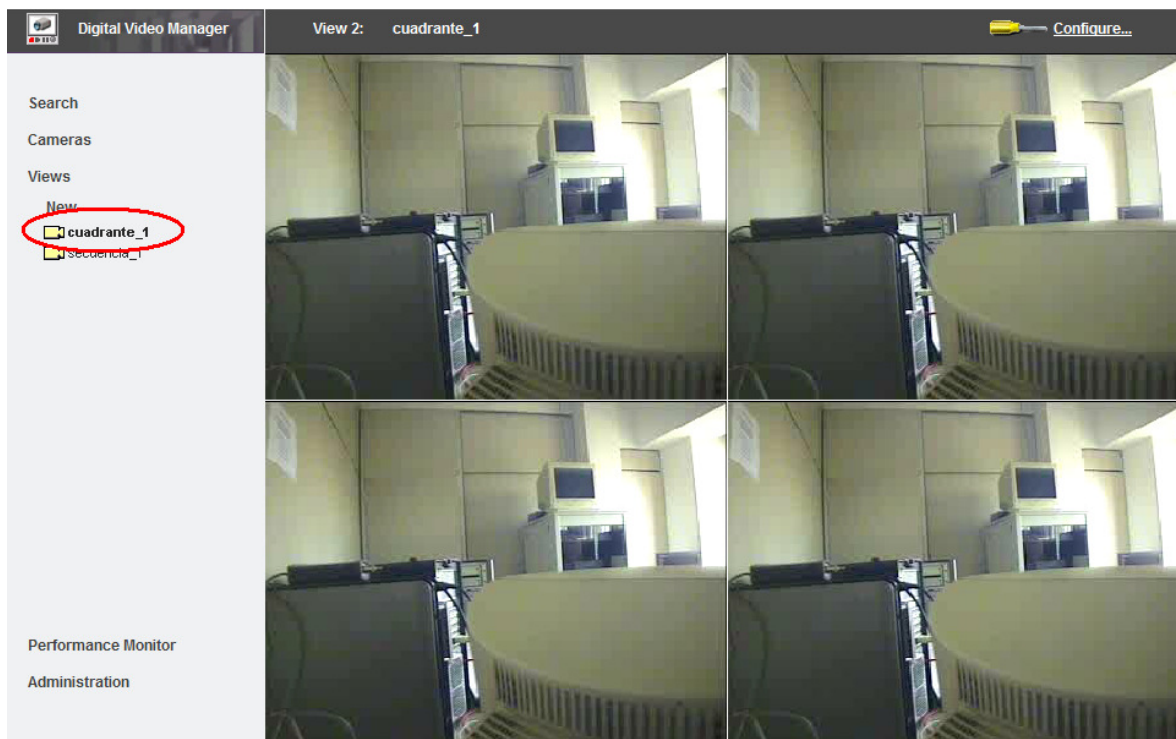 Digital Video Manager
View 2: cuadrante_1
Configure...
Search
Cameras
Views
New
cuadrante_1
secuencia_1
Performance Monitor
Administration